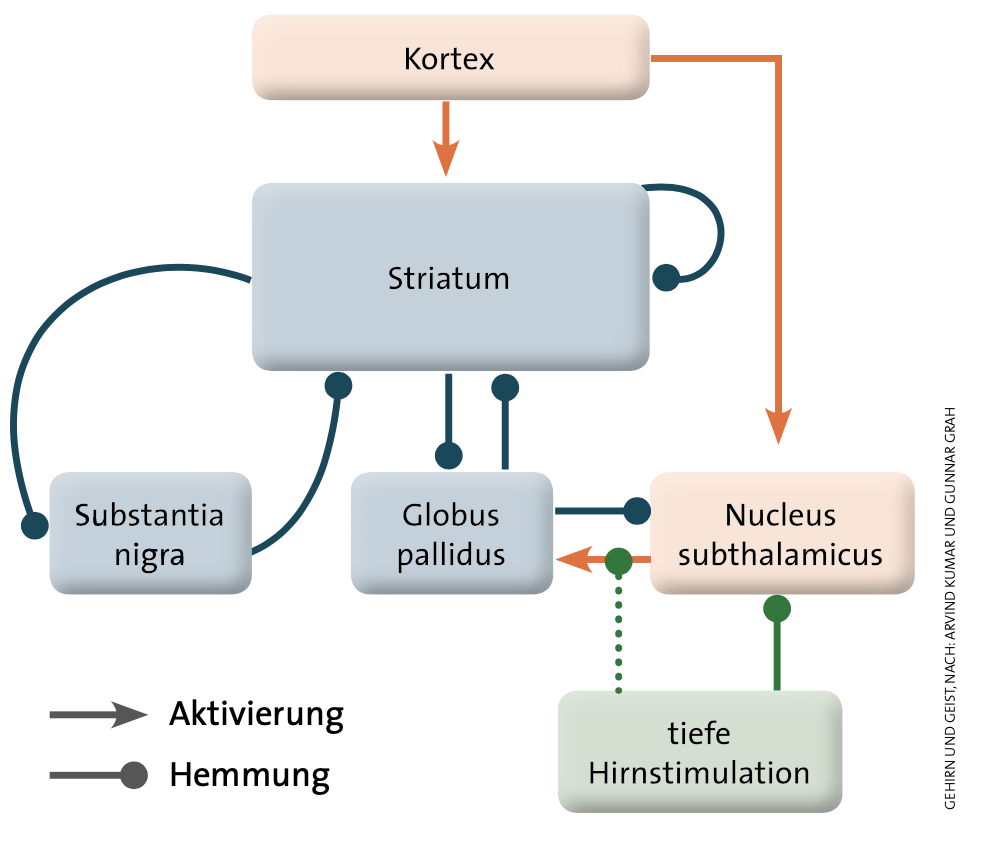 Kortex
Striatum
Substantia
nigra
Globus
pallidus
Nucleus
subthalamicus
tiefe
Hirnstimulation
Aktivierung
Hemmung
GEHIRN UND GEIST, NACH: ARVIND KUMAR UND GUNNAR GRAH